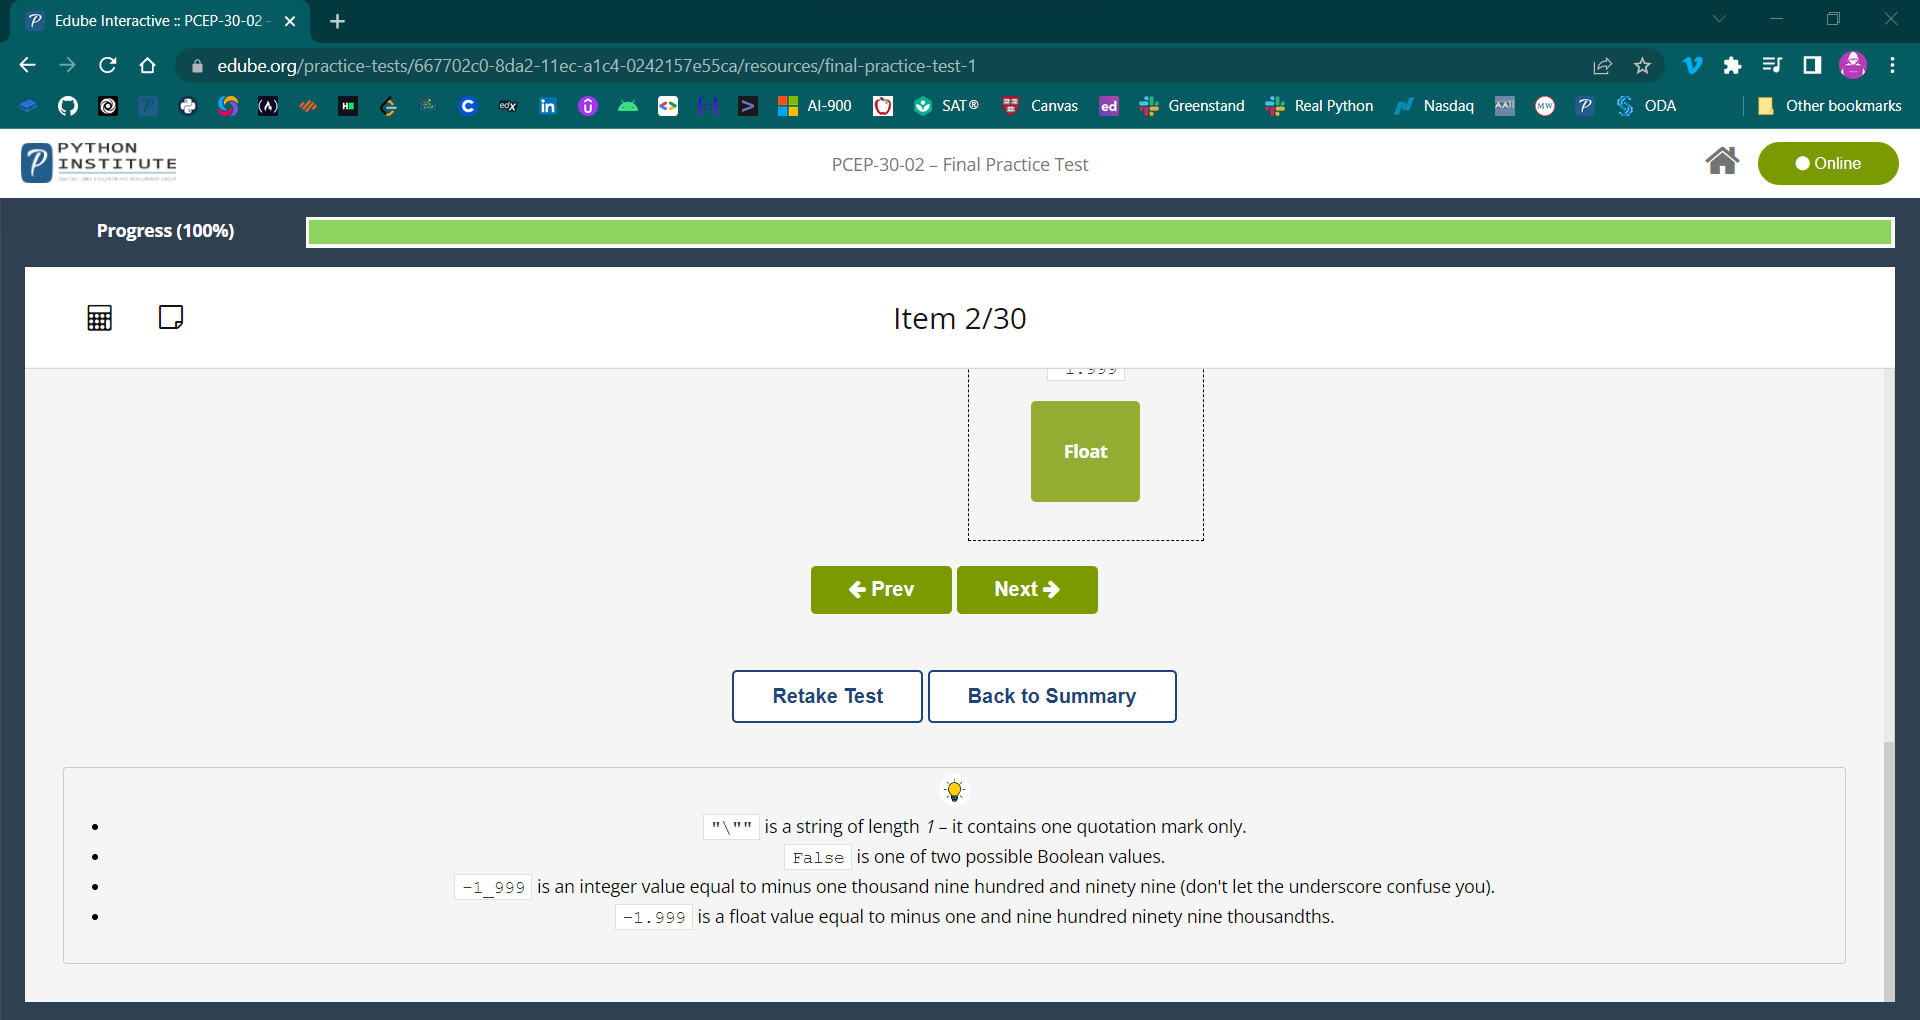 Edube Interactive :: PCEP-30-02 -
edube.org/practice-tests/667702c0-8da2-11ec-a1c4-0242157e55ca/resources/final-practice-test-1
AI-900 SAT® Canvas ed Greenstand Real Python Nasdaq AATI MW ODA Other bookmarks
PYTHON
INSTITUTE
PCEP-30-02 – Final Practice Test
Online
Progress (100%)
Item 2/30
-1.999
Float
Prev Next
Retake Test Back to Summary
"\"" is a string of length 1 – it contains one quotation mark only.
False is one of two possible Boolean values.
-1_999 is an integer value equal to minus one thousand nine hundred and ninety nine (don't let the underscore confuse you).
-1.999 is a float value equal to minus one and nine hundred ninety nine thousandths.